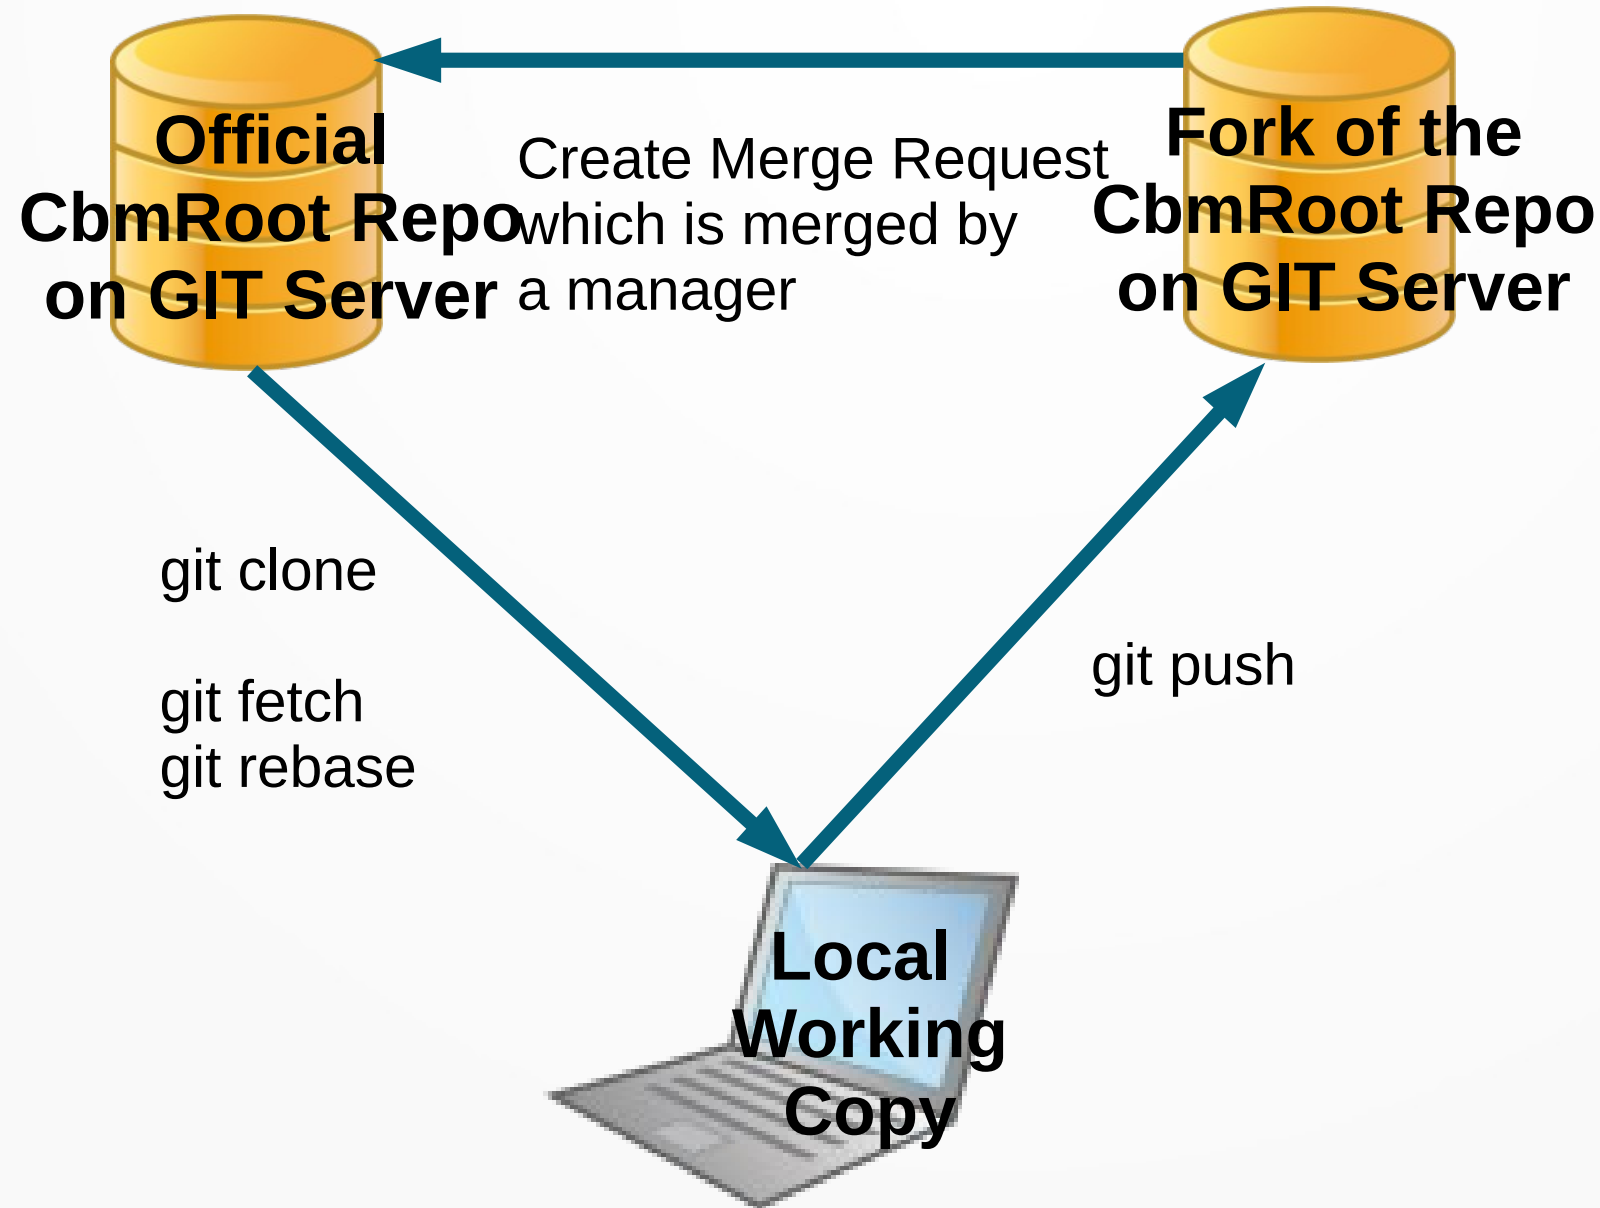 Official
CbmRoot Repo
on GIT Server
Create Merge Request
which is merged by
a manager
Fork of the
CbmRoot Repo
on GIT Server
git clone
git fetch
git rebase
git push
Local
Working
Copy